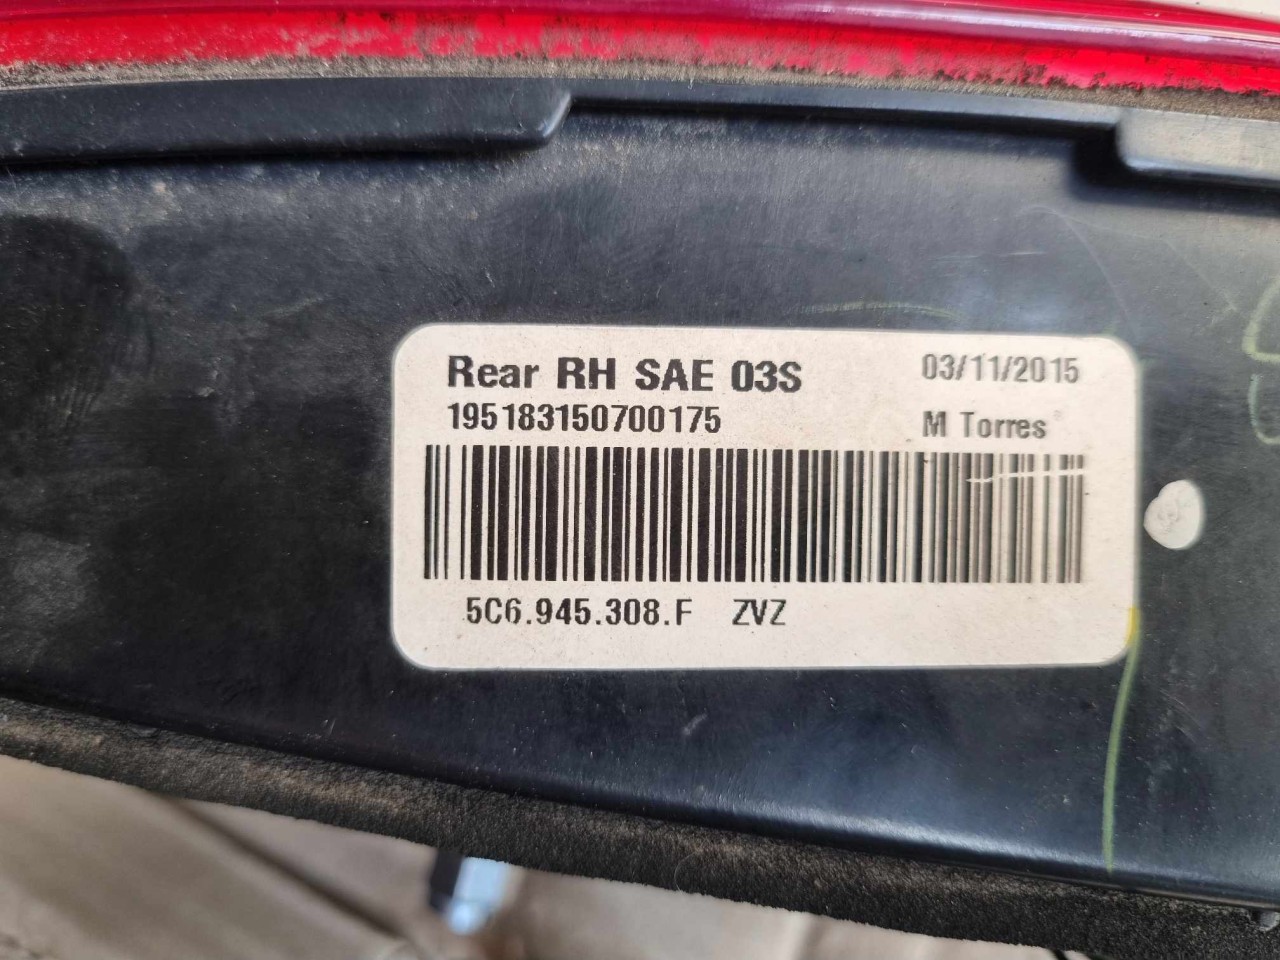 Rear RH SAE 03S
03/11/2015
195183150700175
M Torres
5C6.945.308.F ZVZ